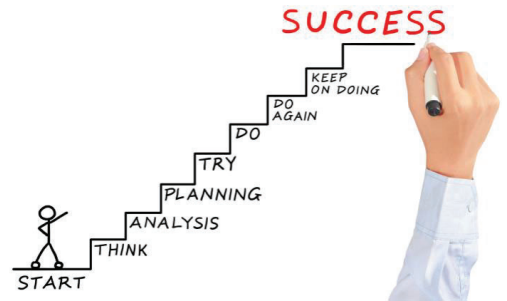 SUCCESS
KEEP
ON DOING
DO
AGAIN
DO
TRY
PLANNING
ANALYSIS
THINK
START